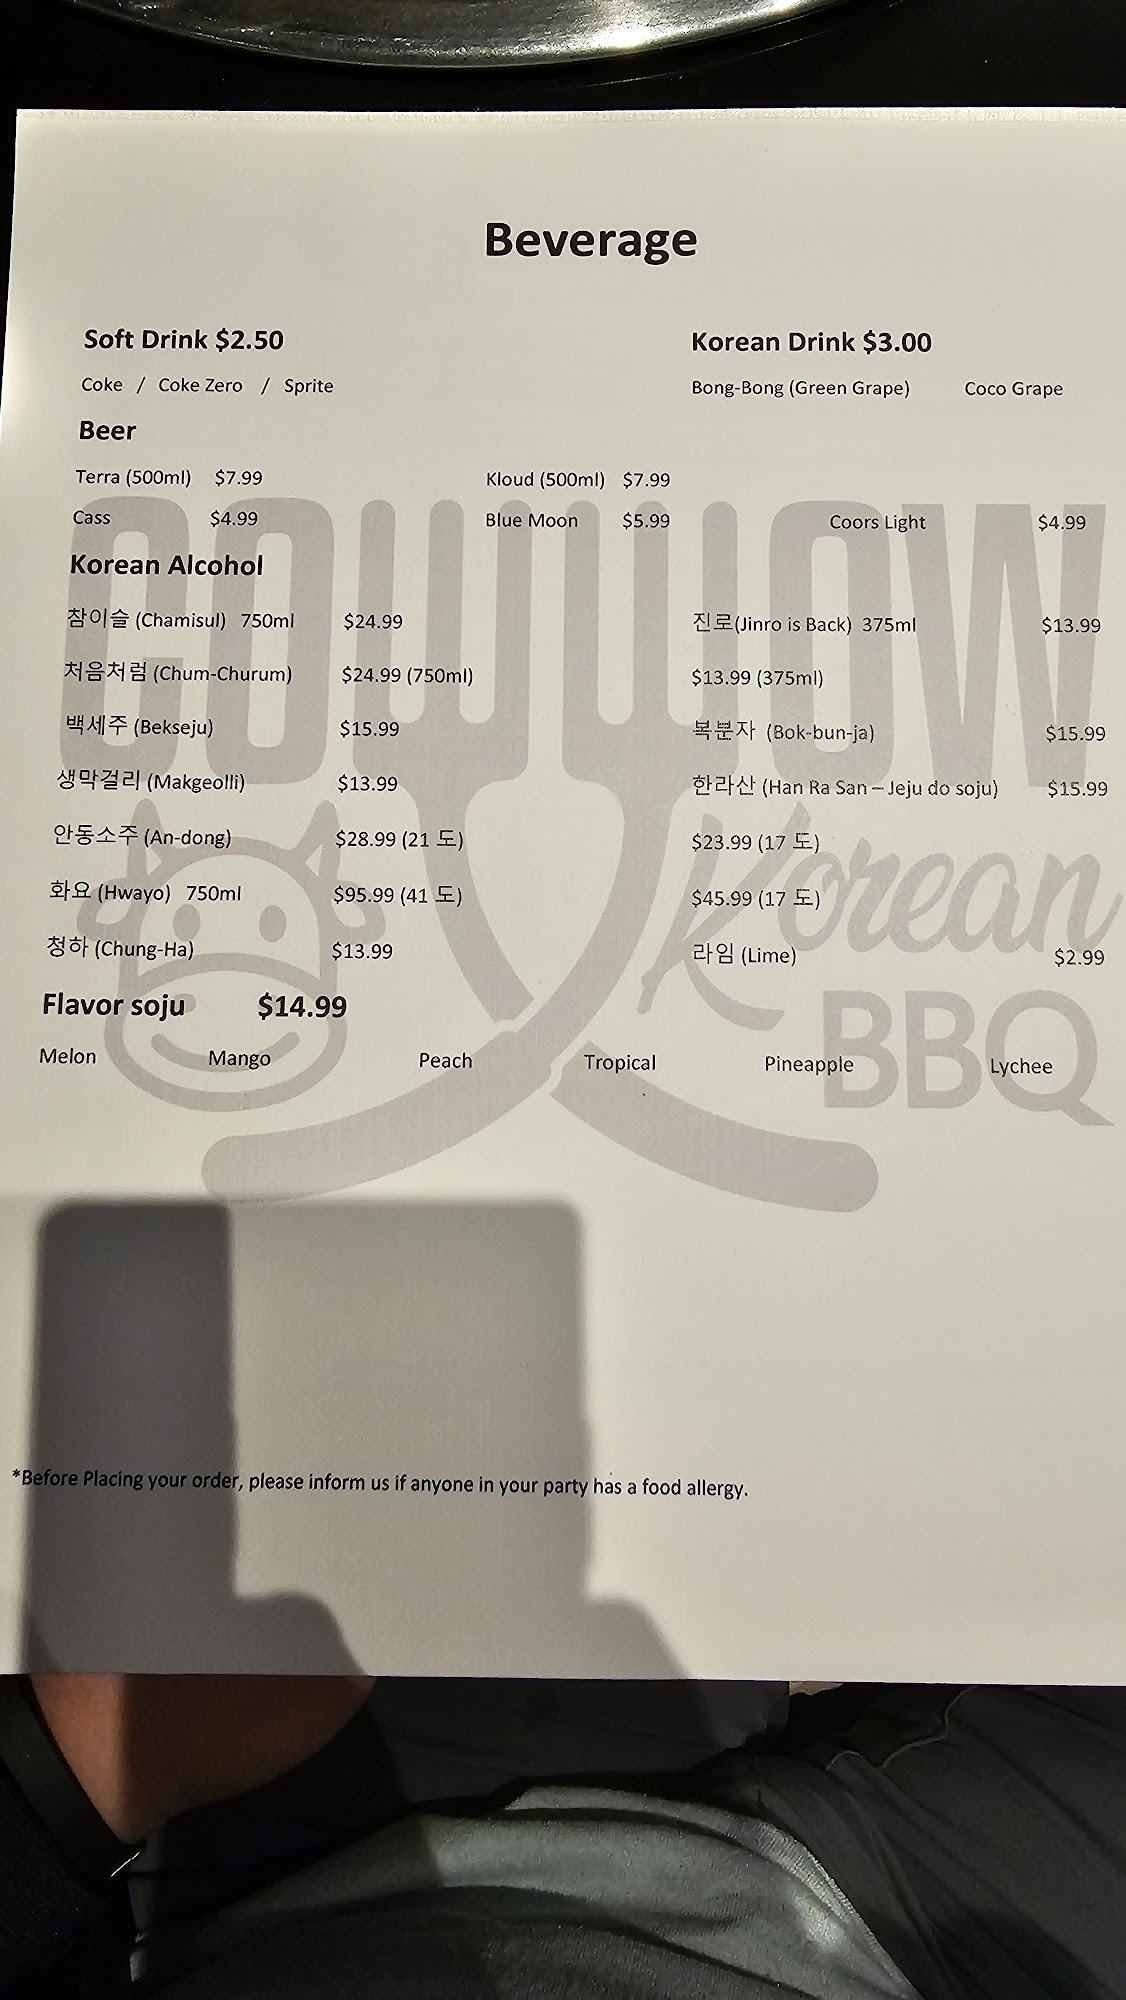 Beverage
Soft Drink $2.50 Korean Drink $3.00
Coke / Coke Zero / Sprite Bong-Bong (Green Grape) Coco Grape
Beer
Terra (500ml) $7.99 Kloud (500ml) $7.99
Cass $4.99 Blue Moon $5.99 Coors Light $4.99
Korean Alcohol
참이슬 (Chamisul) 750ml $24.99 진로(Jinro is Back) 375ml $13.99
처음처럼 (Chum-Churum) $24.99 (750ml) $13.99 (375ml)
백세주 (Bekseju) $15.99 복분자 (Bok-bun-ja) $15.99
생막걸리 (Makgeolli) $13.99 한라산 (Han Ra San – Jeju do soju) $15.99
안동소주 (An-dong) $28.99 (21 도) $23.99 (17 도)
화요 (Hwayo) 750ml $95.99 (41 도) $45.99 (17 도)
청하 (Chung-Ha) $13.99 라임 (Lime) $2.99
Flavor soju $14.99
Melon Mango Peach Tropical Pineapple Lychee
COWWOW
Korean
BBQ
*Before Placing your order, please inform us if anyone in your party has a food allergy.